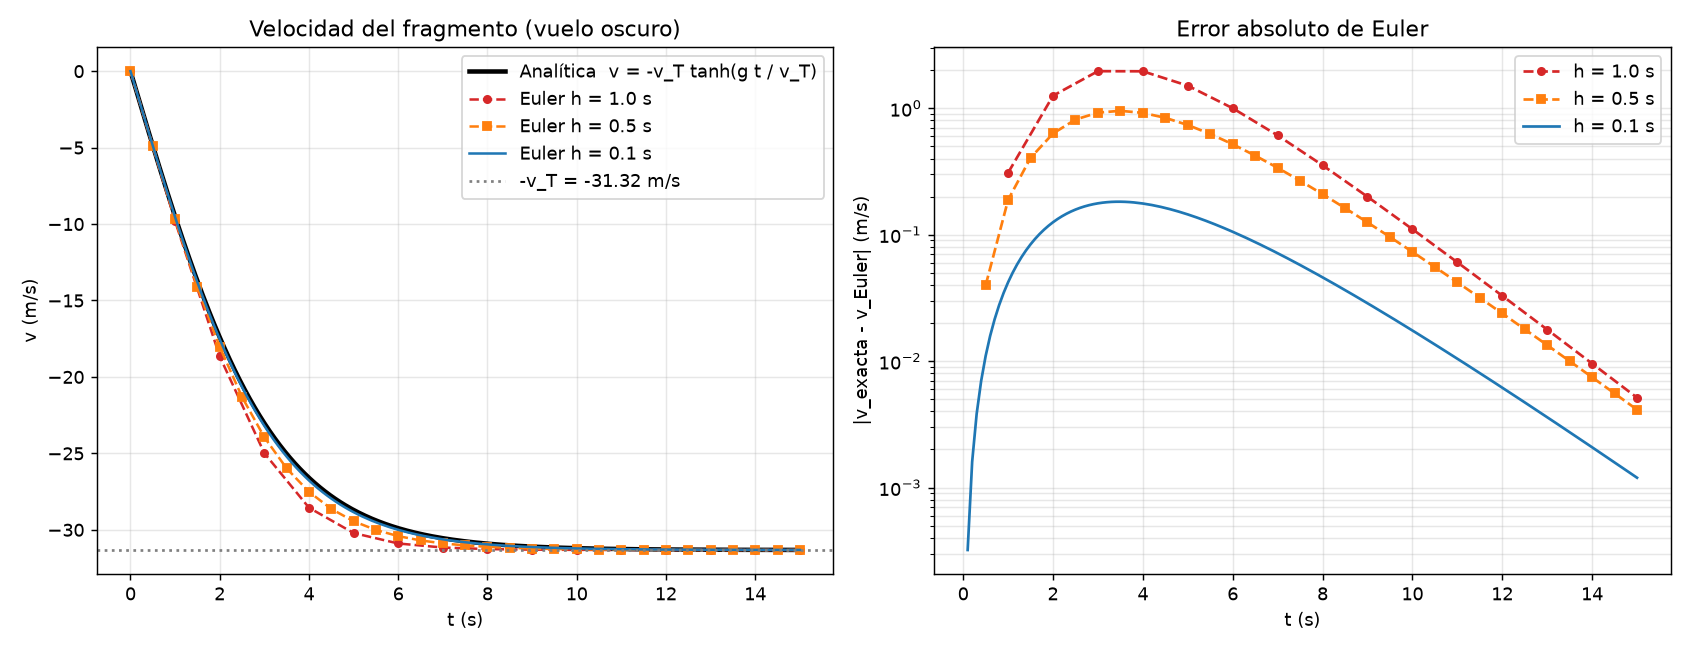 Velocidad del fragmento (vuelo oscuro)
Analítica  v = -v_T tanh(g t / v_T)
Euler h = 1.0 s
Euler h = 0.5 s
Euler h = 0.1 s
-v_T = -31.32 m/s
0
−5
−10
−15
−20
−25
−30
v (m/s)
0 2 4 6 8 10 12 14
t (s)
Error absoluto de Euler
h = 1.0 s
h = 0.5 s
h = 0.1 s
10⁰
10⁻¹
10⁻²
10⁻³
|v_exacta - v_Euler| (m/s)
0 2 4 6 8 10 12 14
t (s)